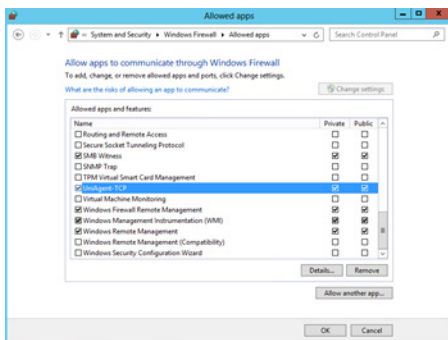 Allowed apps
« System and Security › Windows Firewall › Allowed apps
Search Control Panel
Allow apps to communicate through Windows Firewall
To add, change, or remove allowed apps and ports, click Change settings.
What are the risks of allowing an app to communicate?
Change settings
Allowed apps and features:
Name Private Public
Routing and Remote Access
Secure Socket Tunneling Protocol
SMB Witness
SNMP Trap
TPM Virtual Smart Card Management
UniAgent-TCP
Virtual Machine Monitoring
Windows Firewall Remote Management
Windows Management Instrumentation (WMI)
Windows Remote Management
Windows Remote Management (Compatibility)
Windows Security Configuration Wizard
Details... Remove
Allow another app...
OK Cancel